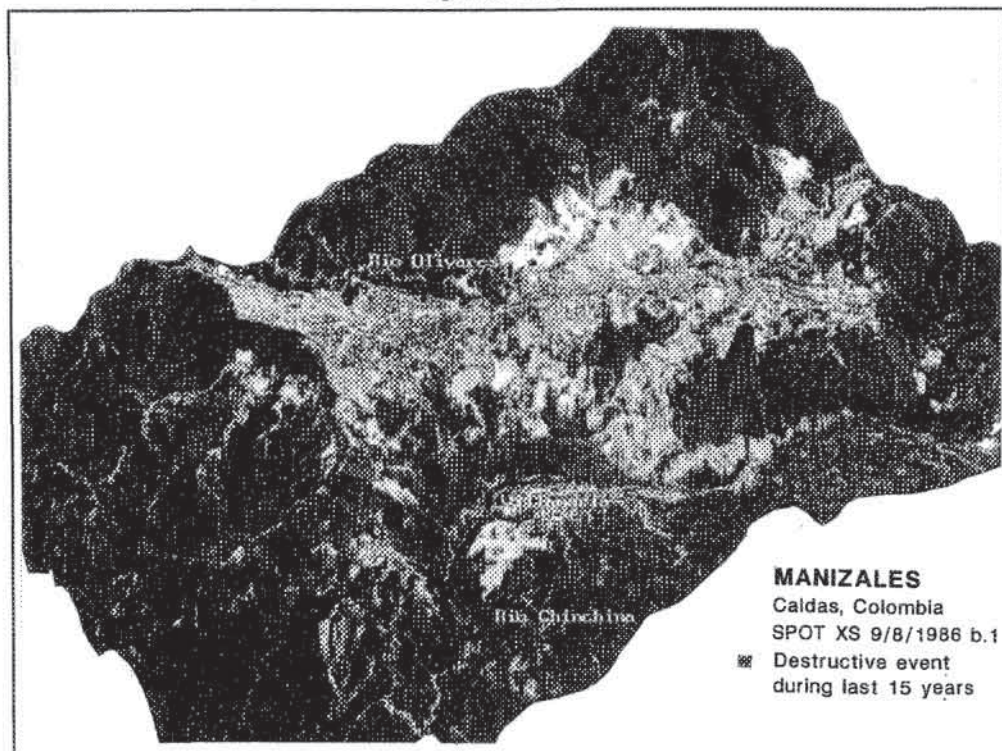 Rio Olivares
Rio Chinchina
MANIZALES
Caldas, Colombia
SPOT XS 9/8/1986 b.1
Destructive event
during last 15 years